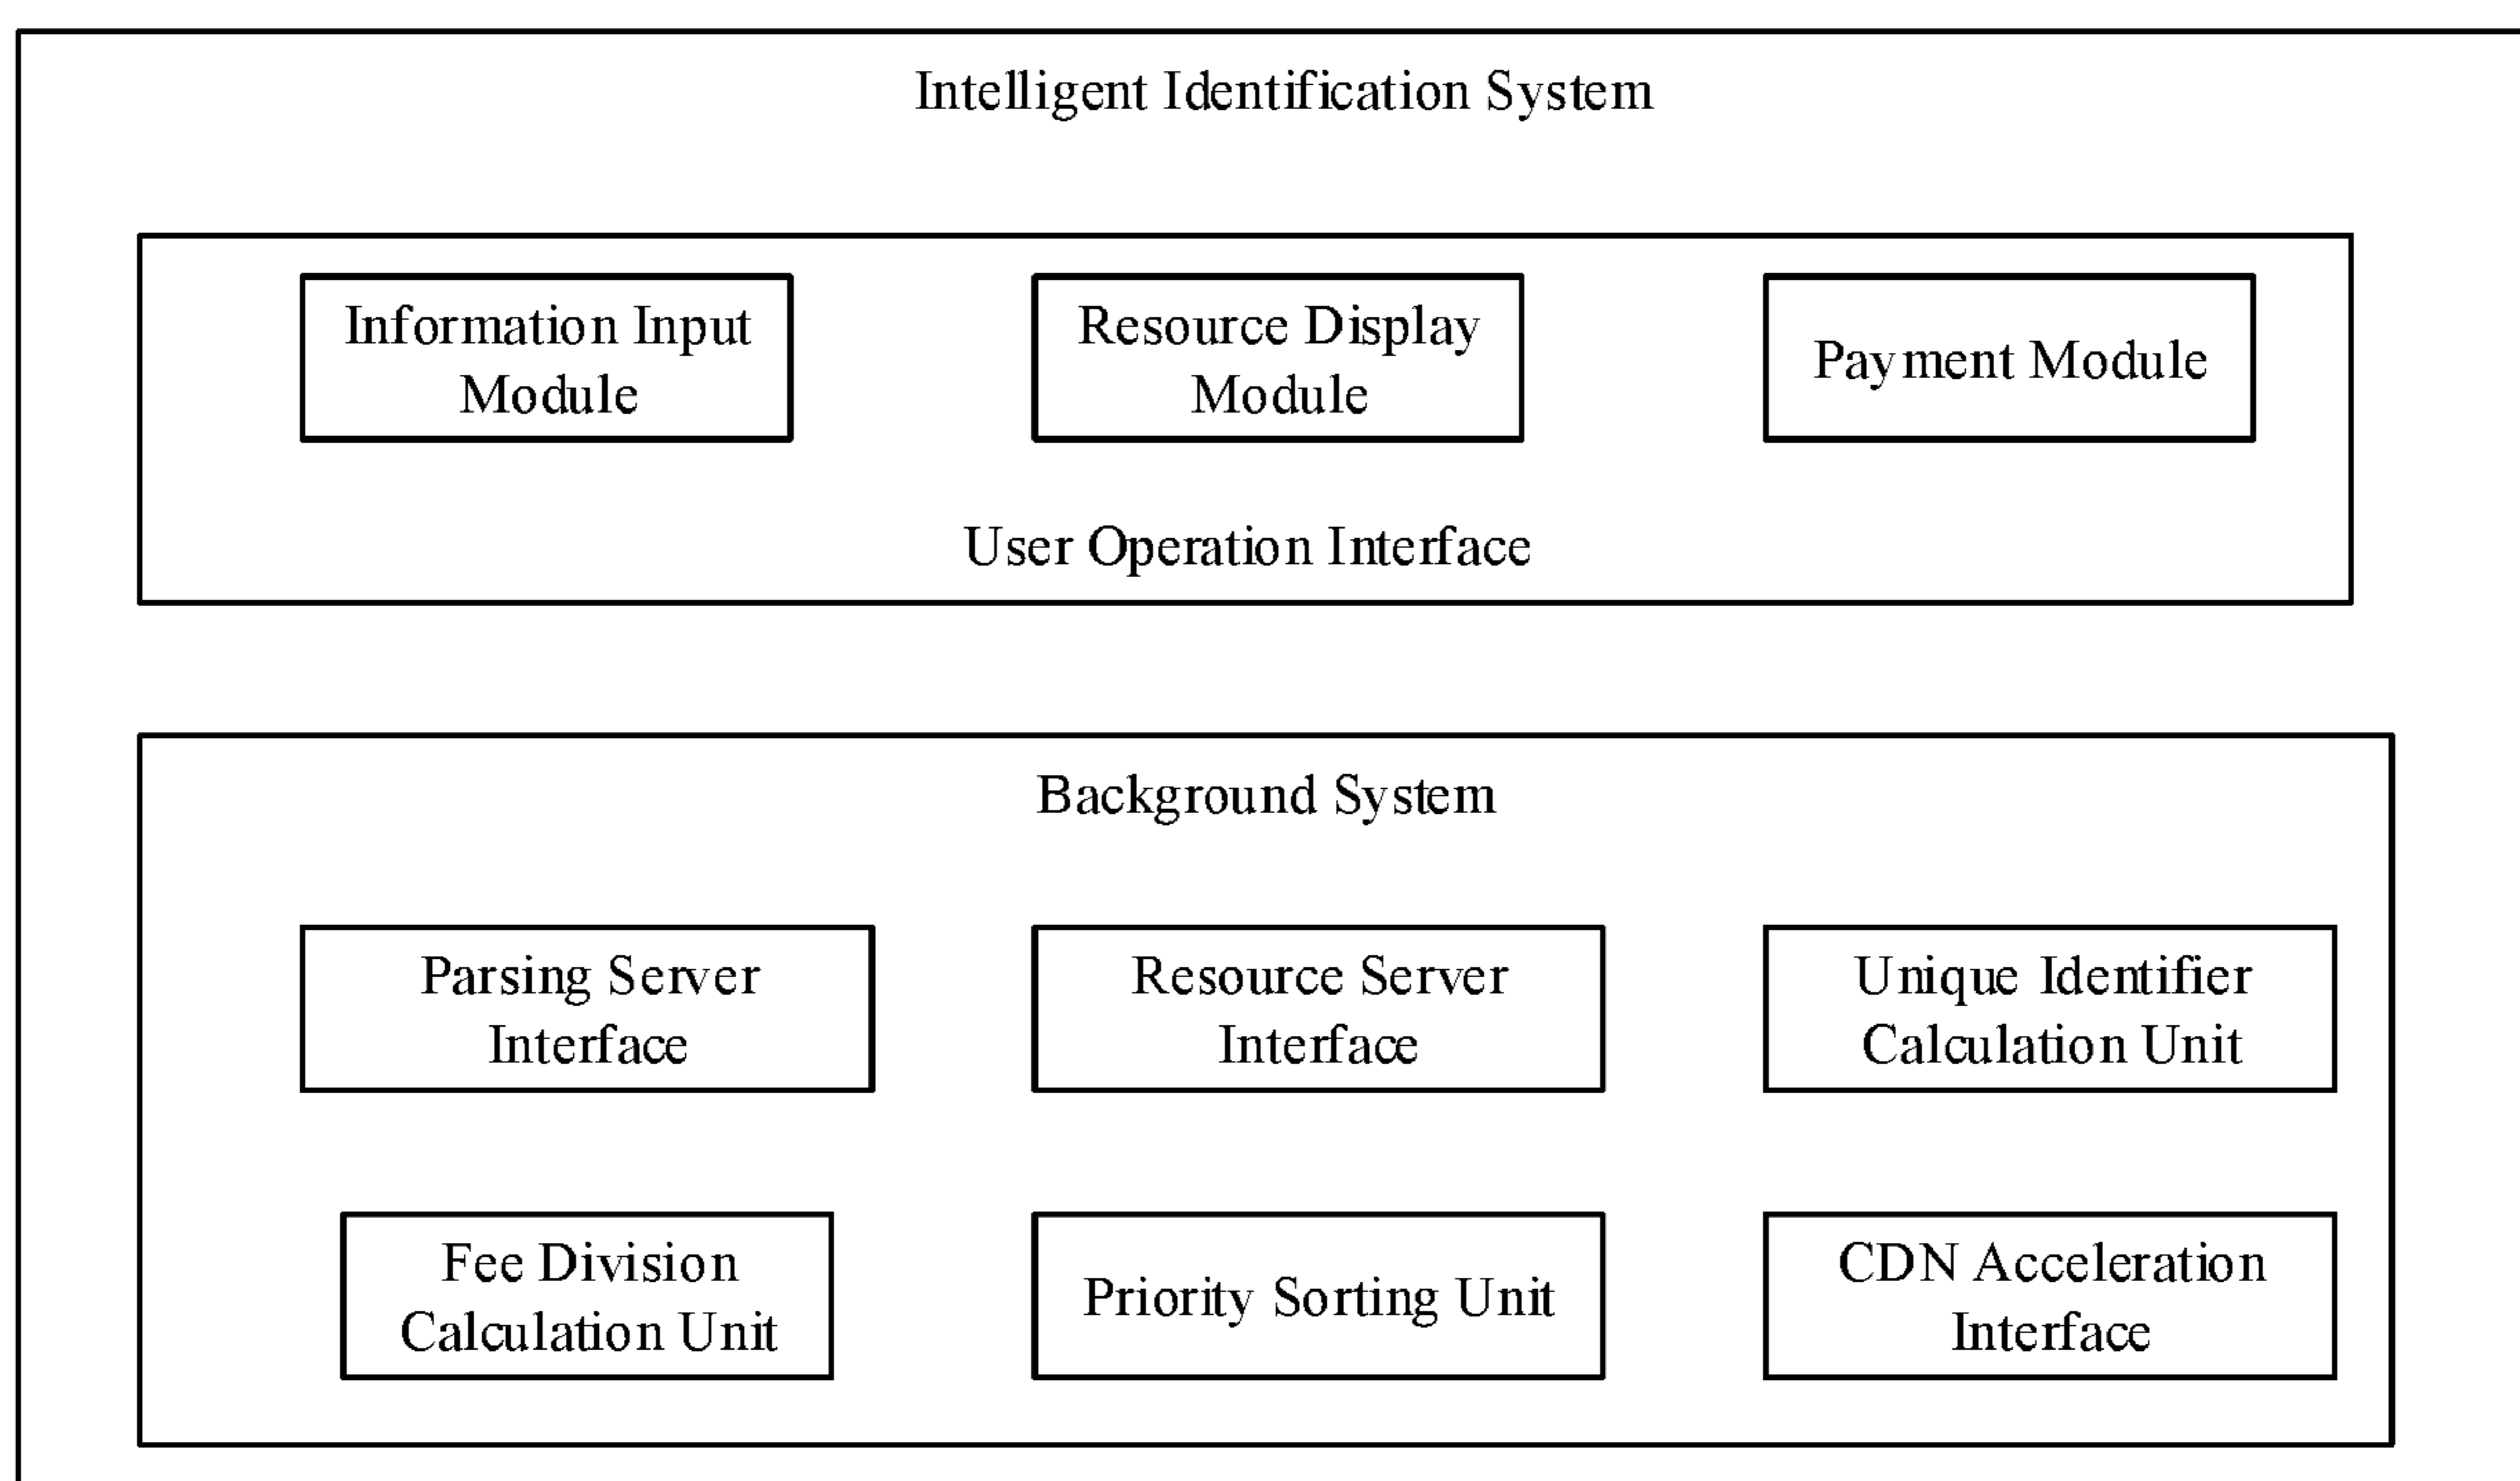 Intelligent Identification System
Information Input
Module
Resource Display
Module
Payment Module
User Operation Interface
Background System
Parsing Server
Interface
Resource Server
Interface
Unique Identifier
Calculation Unit
Fee Division
Calculation Unit
Priority Sorting Unit
CDN Acceleration
Interface